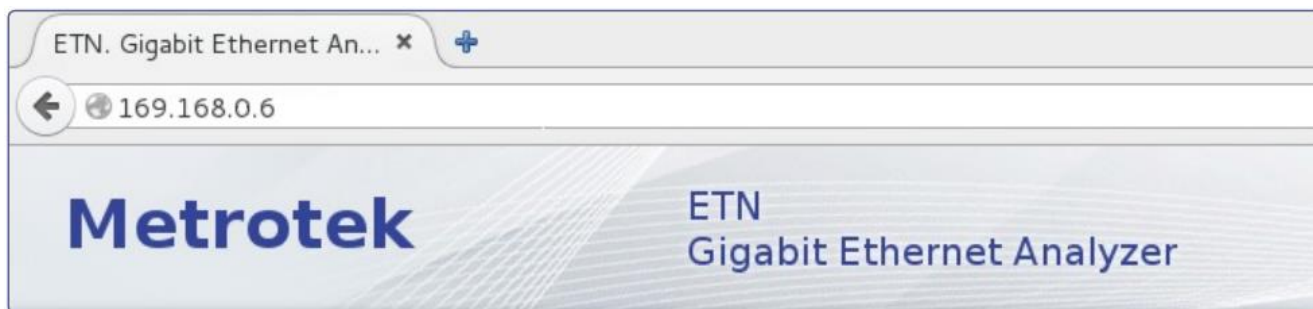 ETN. Gigabit Ethernet An...
169.168.0.6
Metrotek
ETN
Gigabit Ethernet Analyzer